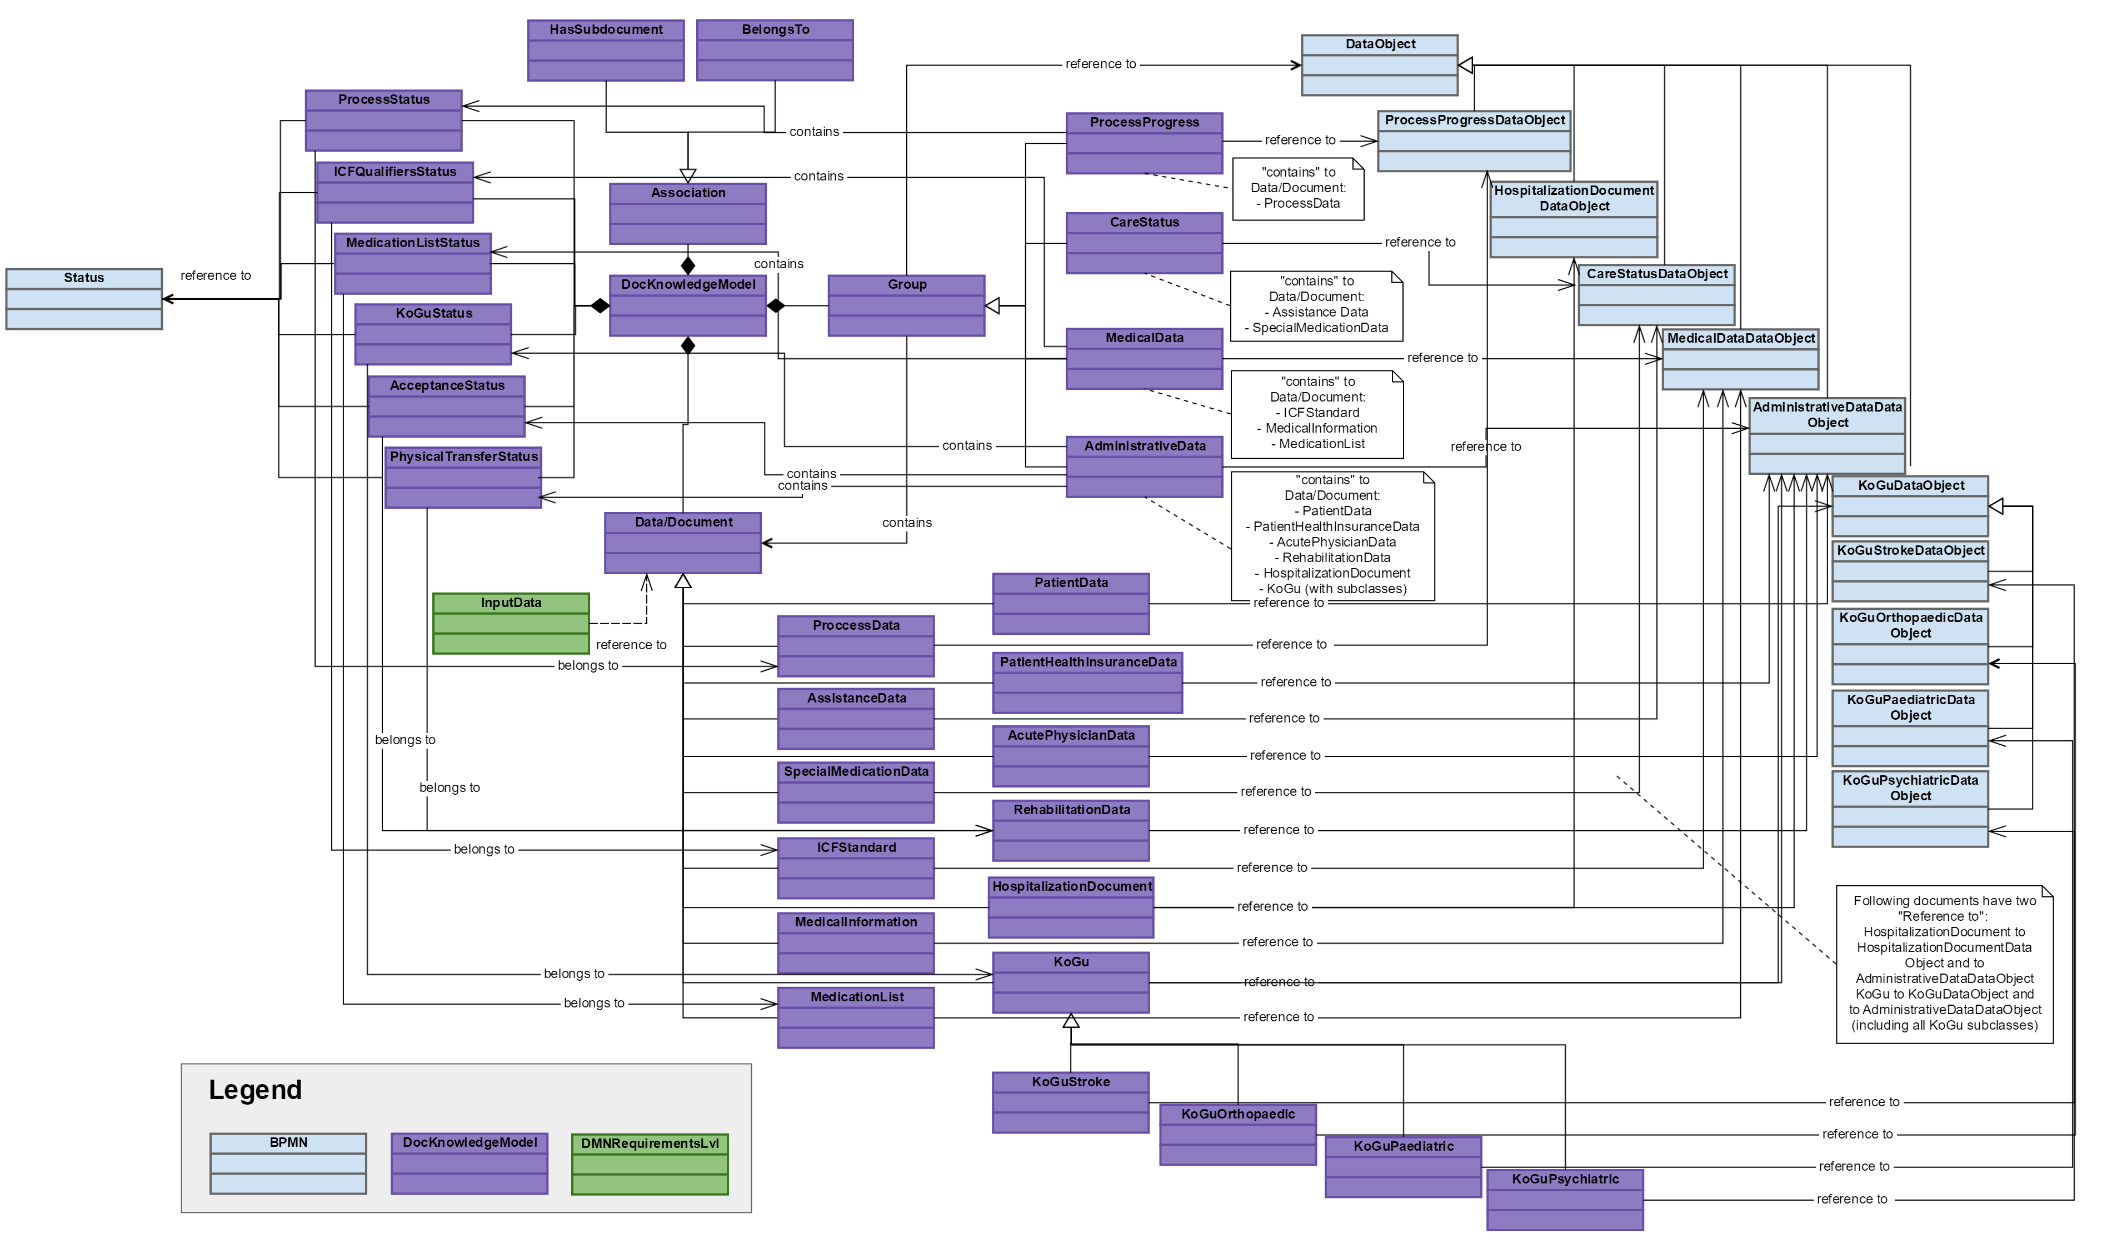 HasSubdocument
BelongsTo
DataObject
reference to
ProcessStatus
ProcessProgress
ProcessProgressDataObject
contains
reference to
ICFQualifiersStatus
contains
"contains" to
Data/Document:
- ProcessData
Association
HospitalizationDocument
DataObject
MedicationListStatus
CareStatus
reference to
contains
Status
reference to
DocKnowledgeModel
Group
"contains" to
Data/Document:
- Assistance Data
- SpecialMedicationData
CareStatusDataObject
KoGuStatus
MedicalData
reference to
MedicalDataDataObject
AcceptanceStatus
"contains" to
Data/Document:
- ICFStandard
- MedicalInformation
- MedicationList
AdministrativeDataData
Object
PhysicalTransferStatus
contains
AdministrativeData
reference to
contains
contains
"contains" to
Data/Document:
- PatientData
- PatientHealthInsuranceData
- AcutePhysicianData
- RehabilitationData
- HospitalizationDocument
- KoGu (with subclasses)
KoGuDataObject
Data/Document
contains
KoGuStrokeDataObject
InputData
reference to
PatientData
reference to
ProccessData
reference to
KoGuOrthopaedicData
Object
belongs to
PatientHealthInsuranceData
reference to
AssistanceData
reference to
KoGuPaediatricData
Object
belongs to
AcutePhysicianData
reference to
SpecialMedicationData
reference to
KoGuPsychiatricData
Object
belongs to
RehabilitationData
reference to
belongs to
ICFStandard
reference to
HospitalizationDocument
reference to
MedicalInformation
reference to
Following documents have two
"Reference to":
HospitalizationDocument to
HospitalizationDocumentData
Object and to
AdministrativeDataDataObject
KoGu to KoGuDataObject and
to AdministrativeDataDataObject
(including all KoGu subclasses)
belongs to
KoGu
reference to
belongs to
MedicationList
reference to
KoGuStroke
reference to
KoGuOrthopaedic
reference to
KoGuPaediatric
reference to
KoGuPsychiatric
reference to
Legend
BPMN
DocKnowledgeModel
DMNRequirementsLvl